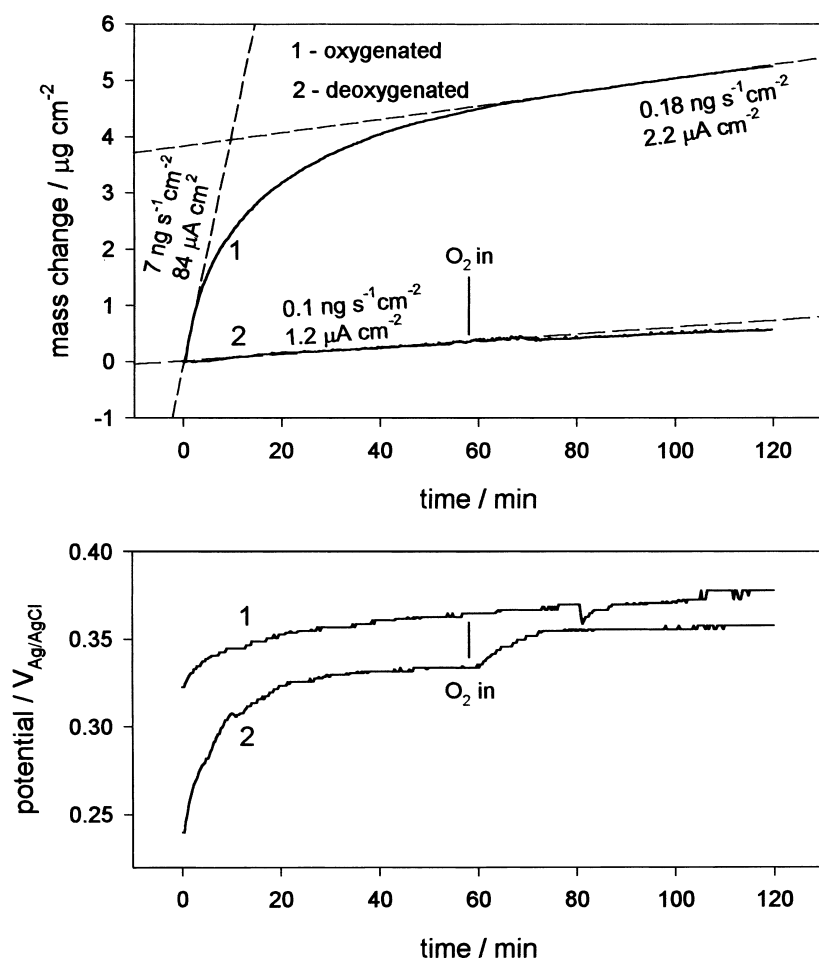 6
5
4
3
2
1
0
-1
mass change / μg cm⁻²
1 - oxygenated
2 - deoxygenated
0.18 ng s⁻¹cm⁻²
2.2 μA cm⁻²
7 ng s⁻¹cm⁻²
84 μA cm²
1
O₂ in
0.1 ng s⁻¹cm⁻²
1.2 μA cm⁻²
2
0 20 40 60 80 100 120
time / min
0.40
0.35
0.30
0.25
potential / V_Ag/AgCl
1
O₂ in
2
0 20 40 60 80 100 120
time / min